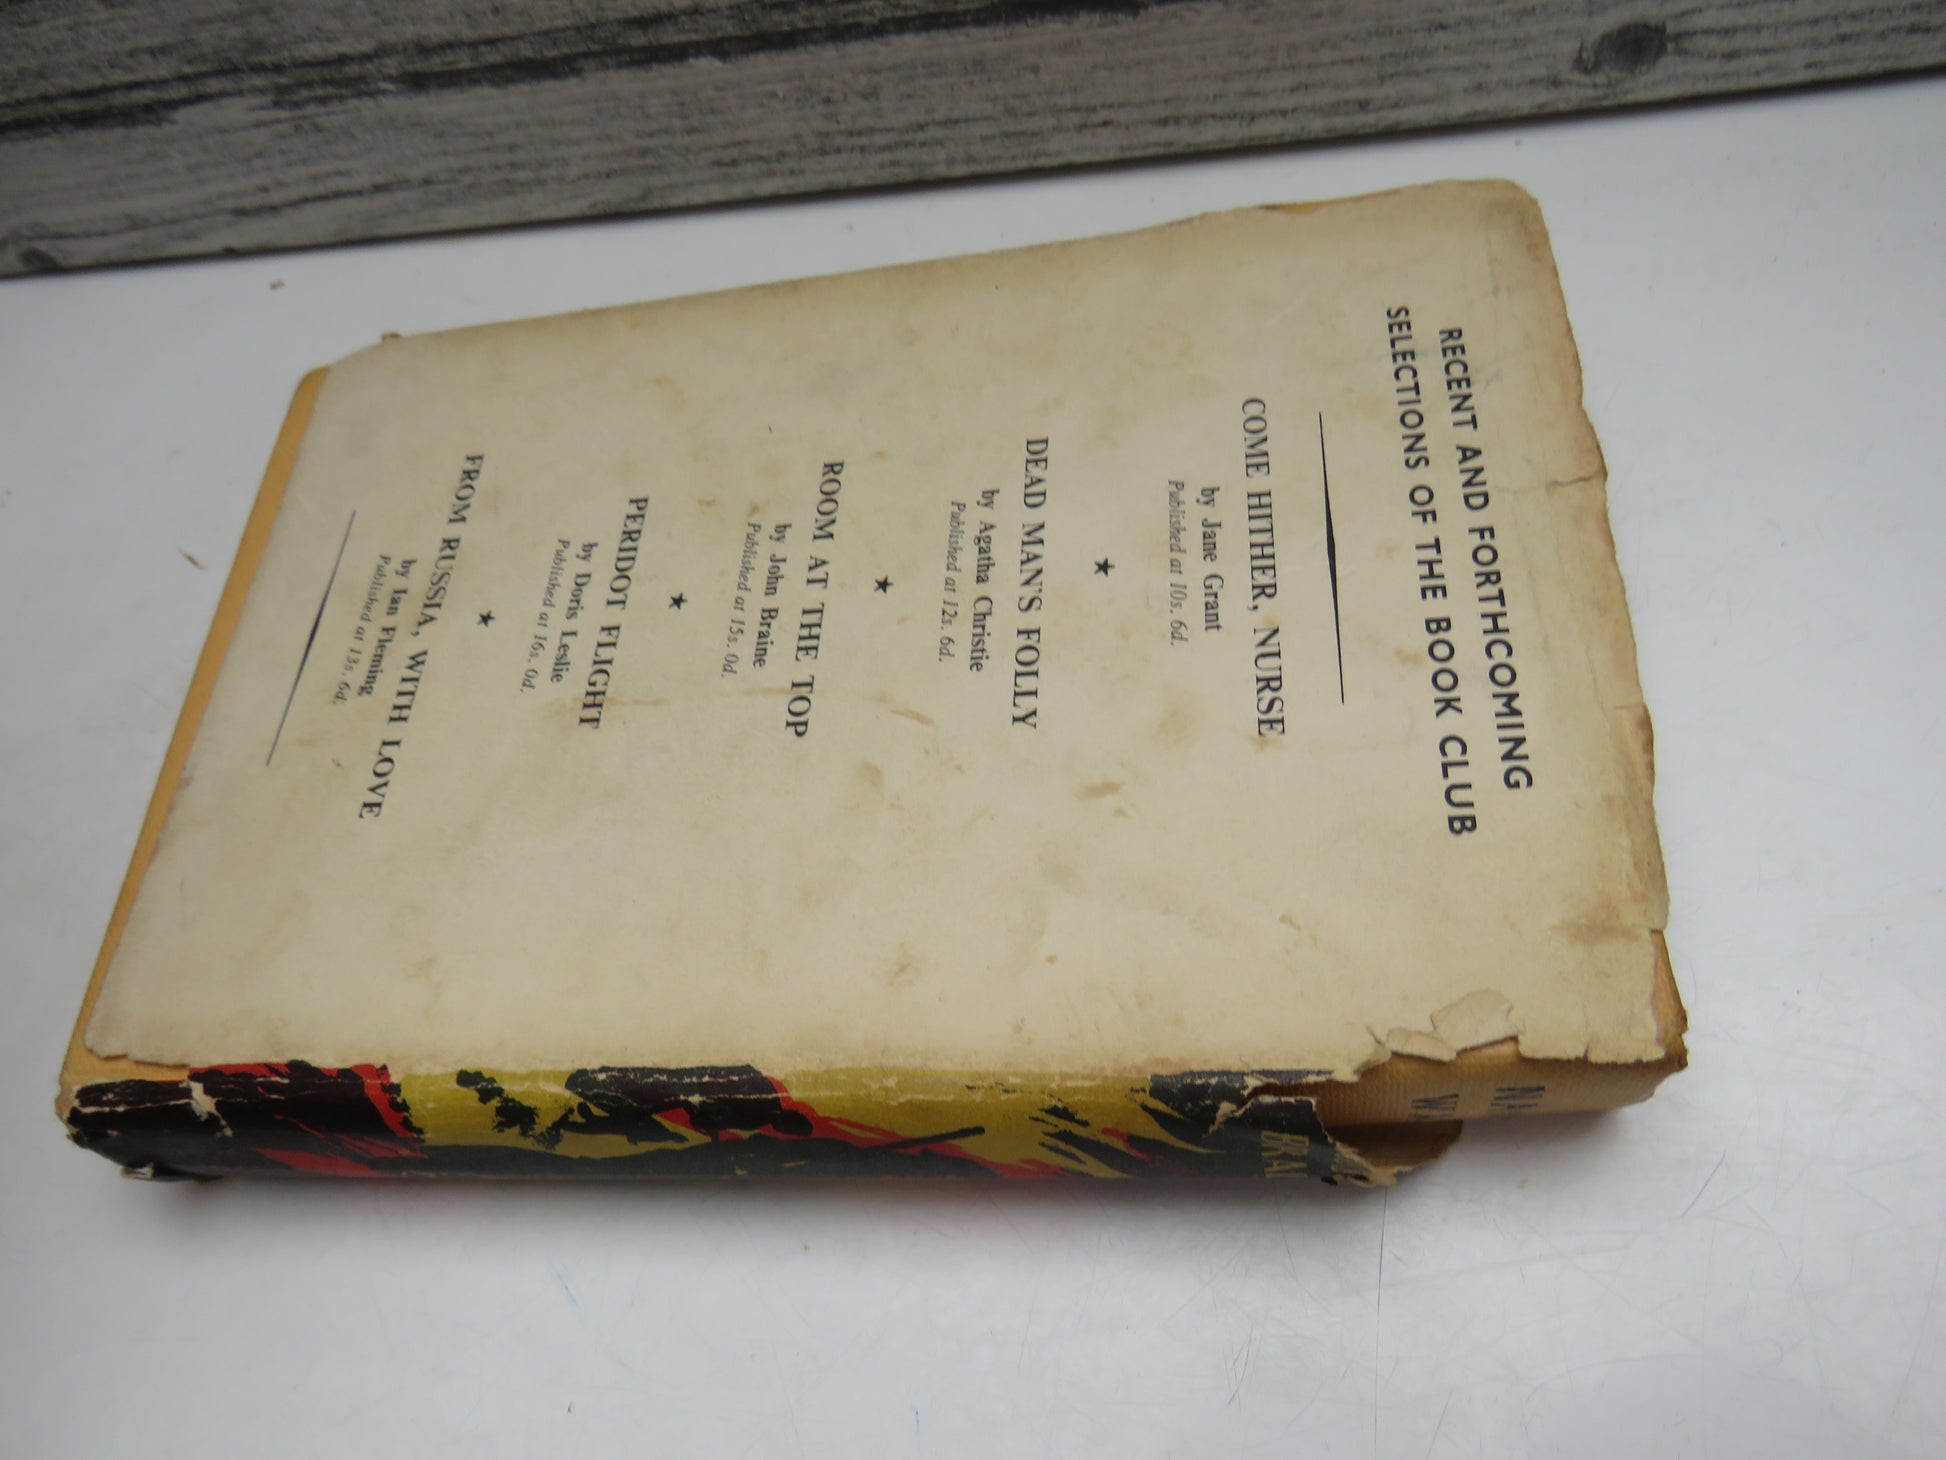 RECENT AND FORTHCOMING
SELECTIONS OF THE BOOK CLUB
COME HITHER, NURSE
by Jane Grant
Published at 10s. 6d.
★
DEAD MAN'S FOLLY
by Agatha Christie
Published at 12s. 6d.
★
ROOM AT THE TOP
by John Braine
Published at 15s. 0d.
★
PERIDOT FLIGHT
by Doris Leslie
Published at 16s. 0d.
★
FROM RUSSIA, WITH LOVE
by Ian Fleming
Published at 13s. 6d.